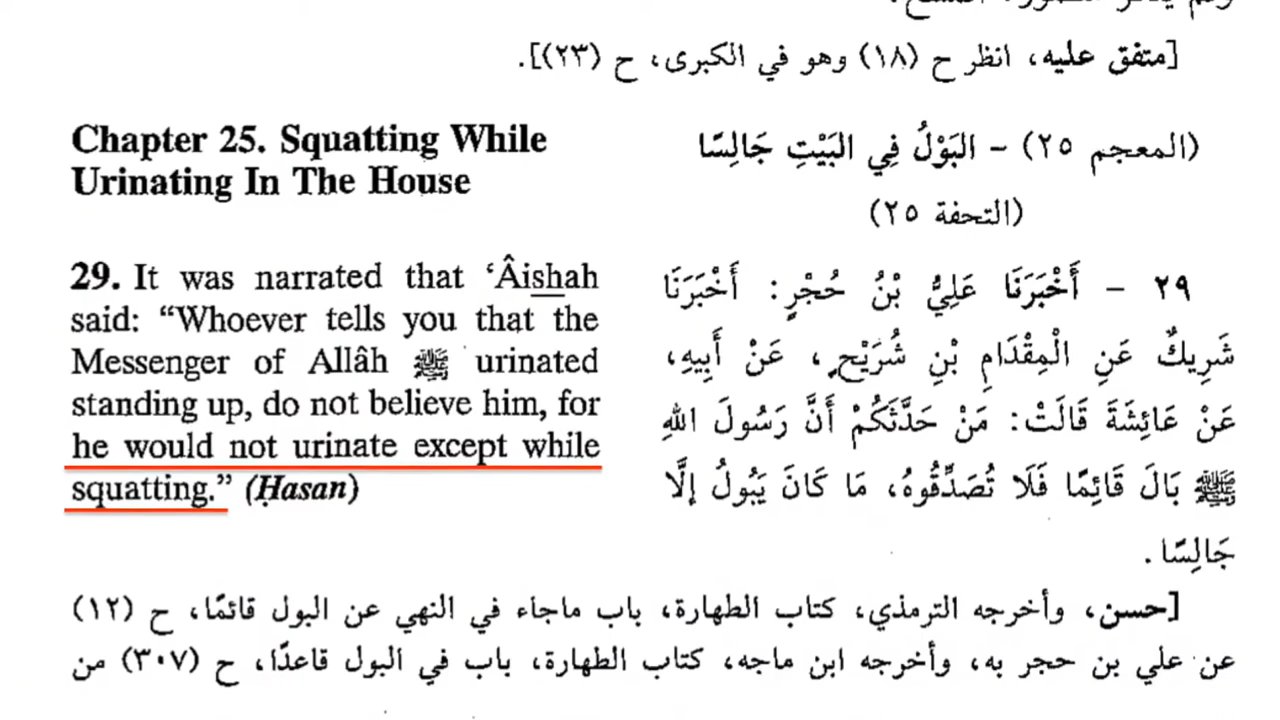 [متفق عليه، انظر ح (١٨) وهو في الكبرى، ح (٢٣)].
Chapter 25. Squatting While
Urinating In The House
(المعجم ٢٥) - البَوْلُ فِي البَيْتِ جَالِسًا
(التحفة ٢٥)
29. It was narrated that ‘Âishah
said: “Whoever tells you that the
Messenger of Allâh ﷺ urinated
standing up, do not believe him, for
he would not urinate except while
squatting.” (Ḥasan)
٢٩ - أَخْبَرَنَا عَلِيُّ بْنُ حُجْرٍ: أَخْبَرَنَا
شَرِيكٌ عَنِ الْمِقْدَامِ بْنِ شُرَيْحٍ، عَنْ أَبِيهِ،
عَنْ عَائِشَةَ قَالَتْ: مَنْ حَدَّثَكُمْ أَنَّ رَسُولَ اللهِ
ﷺ بَالَ قَائِمًا فَلَا تُصَدِّقُوهُ، مَا كَانَ يَبُولُ إِلَّا
جَالِسًا.
[حسن، وأخرجه الترمذي، كتاب الطهارة، باب ماجاء في النهي عن البول قائمًا، ح (١٢)
عن علي بن حجر به، وأخرجه ابن ماجه، كتاب الطهارة، باب في البول قاعدًا، ح (٣٠٧) من